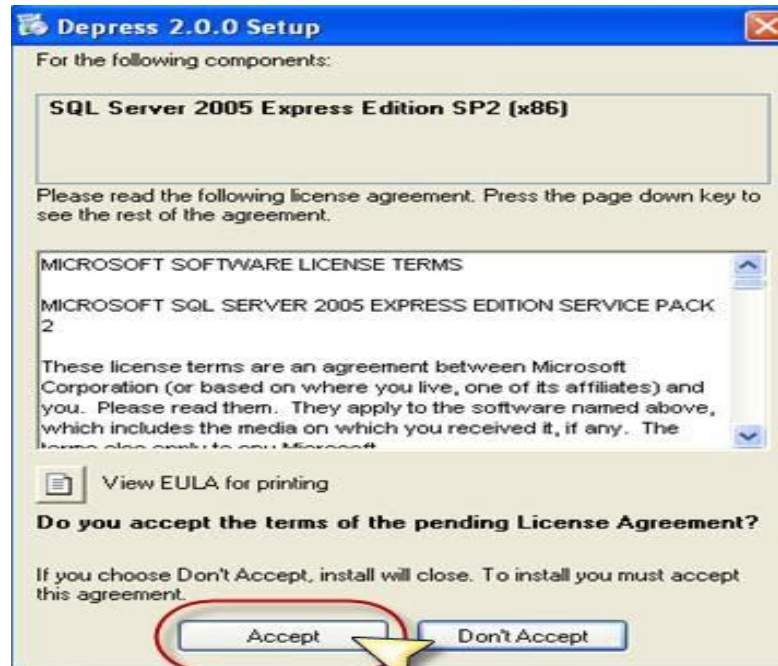 Depress 2.0.0 Setup
For the following components:
SQL Server 2005 Express Edition SP2 (x86)
Please read the following license agreement. Press the page down key to
see the rest of the agreement.
MICROSOFT SOFTWARE LICENSE TERMS
MICROSOFT SQL SERVER 2005 EXPRESS EDITION SERVICE PACK
2
These license terms are an agreement between Microsoft
Corporation (or based on where you live, one of its affiliates) and
you. Please read them. They apply to the software named above,
which includes the media on which you received it, if any. The
terms also apply to any Microsoft
View EULA for printing
Do you accept the terms of the pending License Agreement?
If you choose Don't Accept, install will close. To install you must accept
this agreement.
Accept
Don't Accept